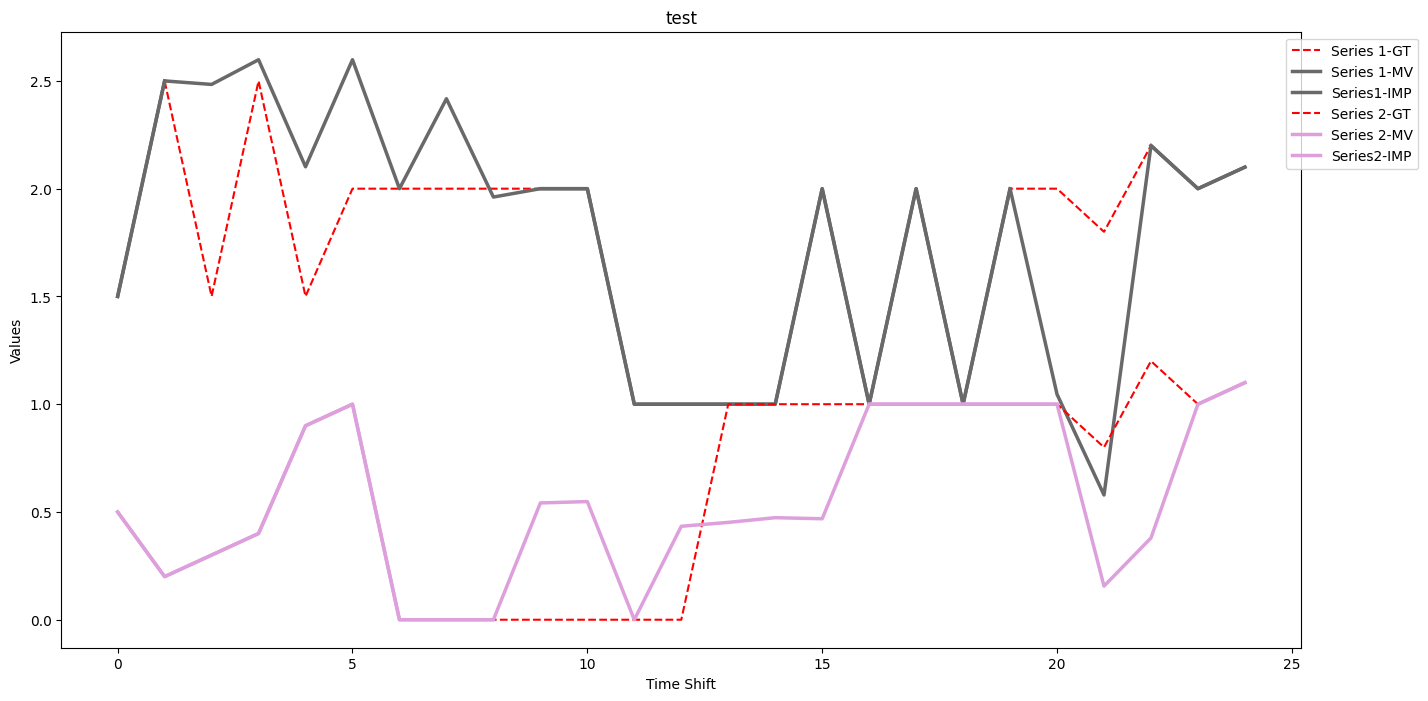 test
Series 1-GT
Series 1-MV
Series1-IMP
Series 2-GT
Series 2-MV
Series2-IMP
2.5
2.0
1.5
1.0
0.5
0.0
Values
0 5 10 15 20 25
Time Shift